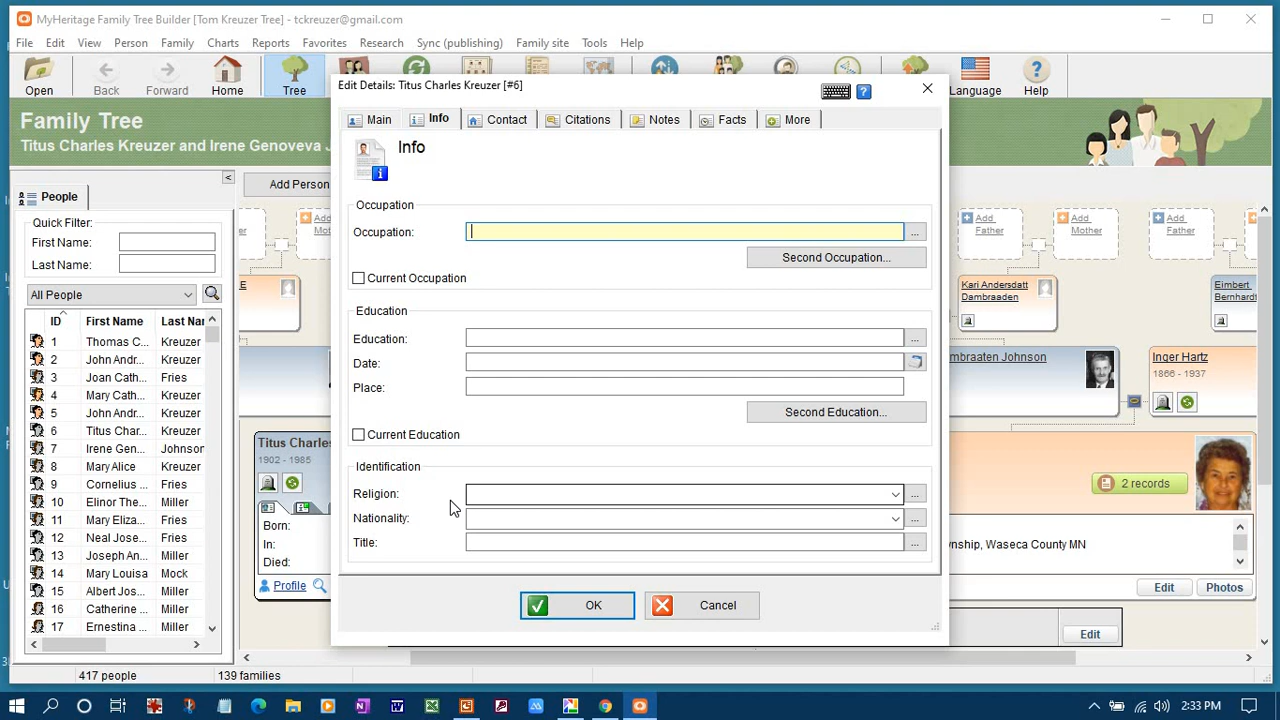 MyHeritage Family Tree Builder [Tom Kreuzer Tree] - tckreuzer@gmail.com
File Edit View Person Family Charts Reports Favorites Research Sync (publishing) Family site Tools Help
Open Back Forward Home Tree Language Help
Family Tree
Titus Charles Kreuzer and Irene Genoveva J
People
Quick Filter:
First Name:
Last Name:
All People
ID First Name Last Nar
1 Thomas C... Kreuzer
2 John Andr... Kreuzer
3 Joan Cath... Fries
4 Mary Cath... Kreuzer
5 John Andr... Kreuzer
6 Titus Char... Kreuzer
7 Irene Gen... Johnson
8 Mary Alice Kreuzer
9 Cornelius ... Fries
10 Elinor The... Miller
11 Mary Eliza... Fries
12 Neal Jose... Fries
13 Joseph An... Miller
14 Mary Louisa Mock
15 Albert Jos... Miller
16 Catherine ... Miller
17 Ernestina ... Miller
417 people 139 families
Add Person
Add
Mo
Titus Charles
1902 - 1985
Born:
In:
Died:
Profile
Edit Details: Titus Charles Kreuzer [#6]
Main Info Contact Citations Notes Facts More
Info
Occupation
Occupation:
...
Second Occupation...
Current Occupation
Education
Education:
...
Date:
Place:
Second Education...
Current Education
Identification
Religion:
...
Nationality:
...
Title:
...
OK Cancel
Add
Father
Add
Mother
Add
Father
Add
M
Kari Andersdatt
Dambraaden
Eimbert
Bernhard
mbraaten Johnson
Inger Hartz
1866 - 1937
2 records
nship, Waseca County MN
Edit Photos
Edit
2:33 PM